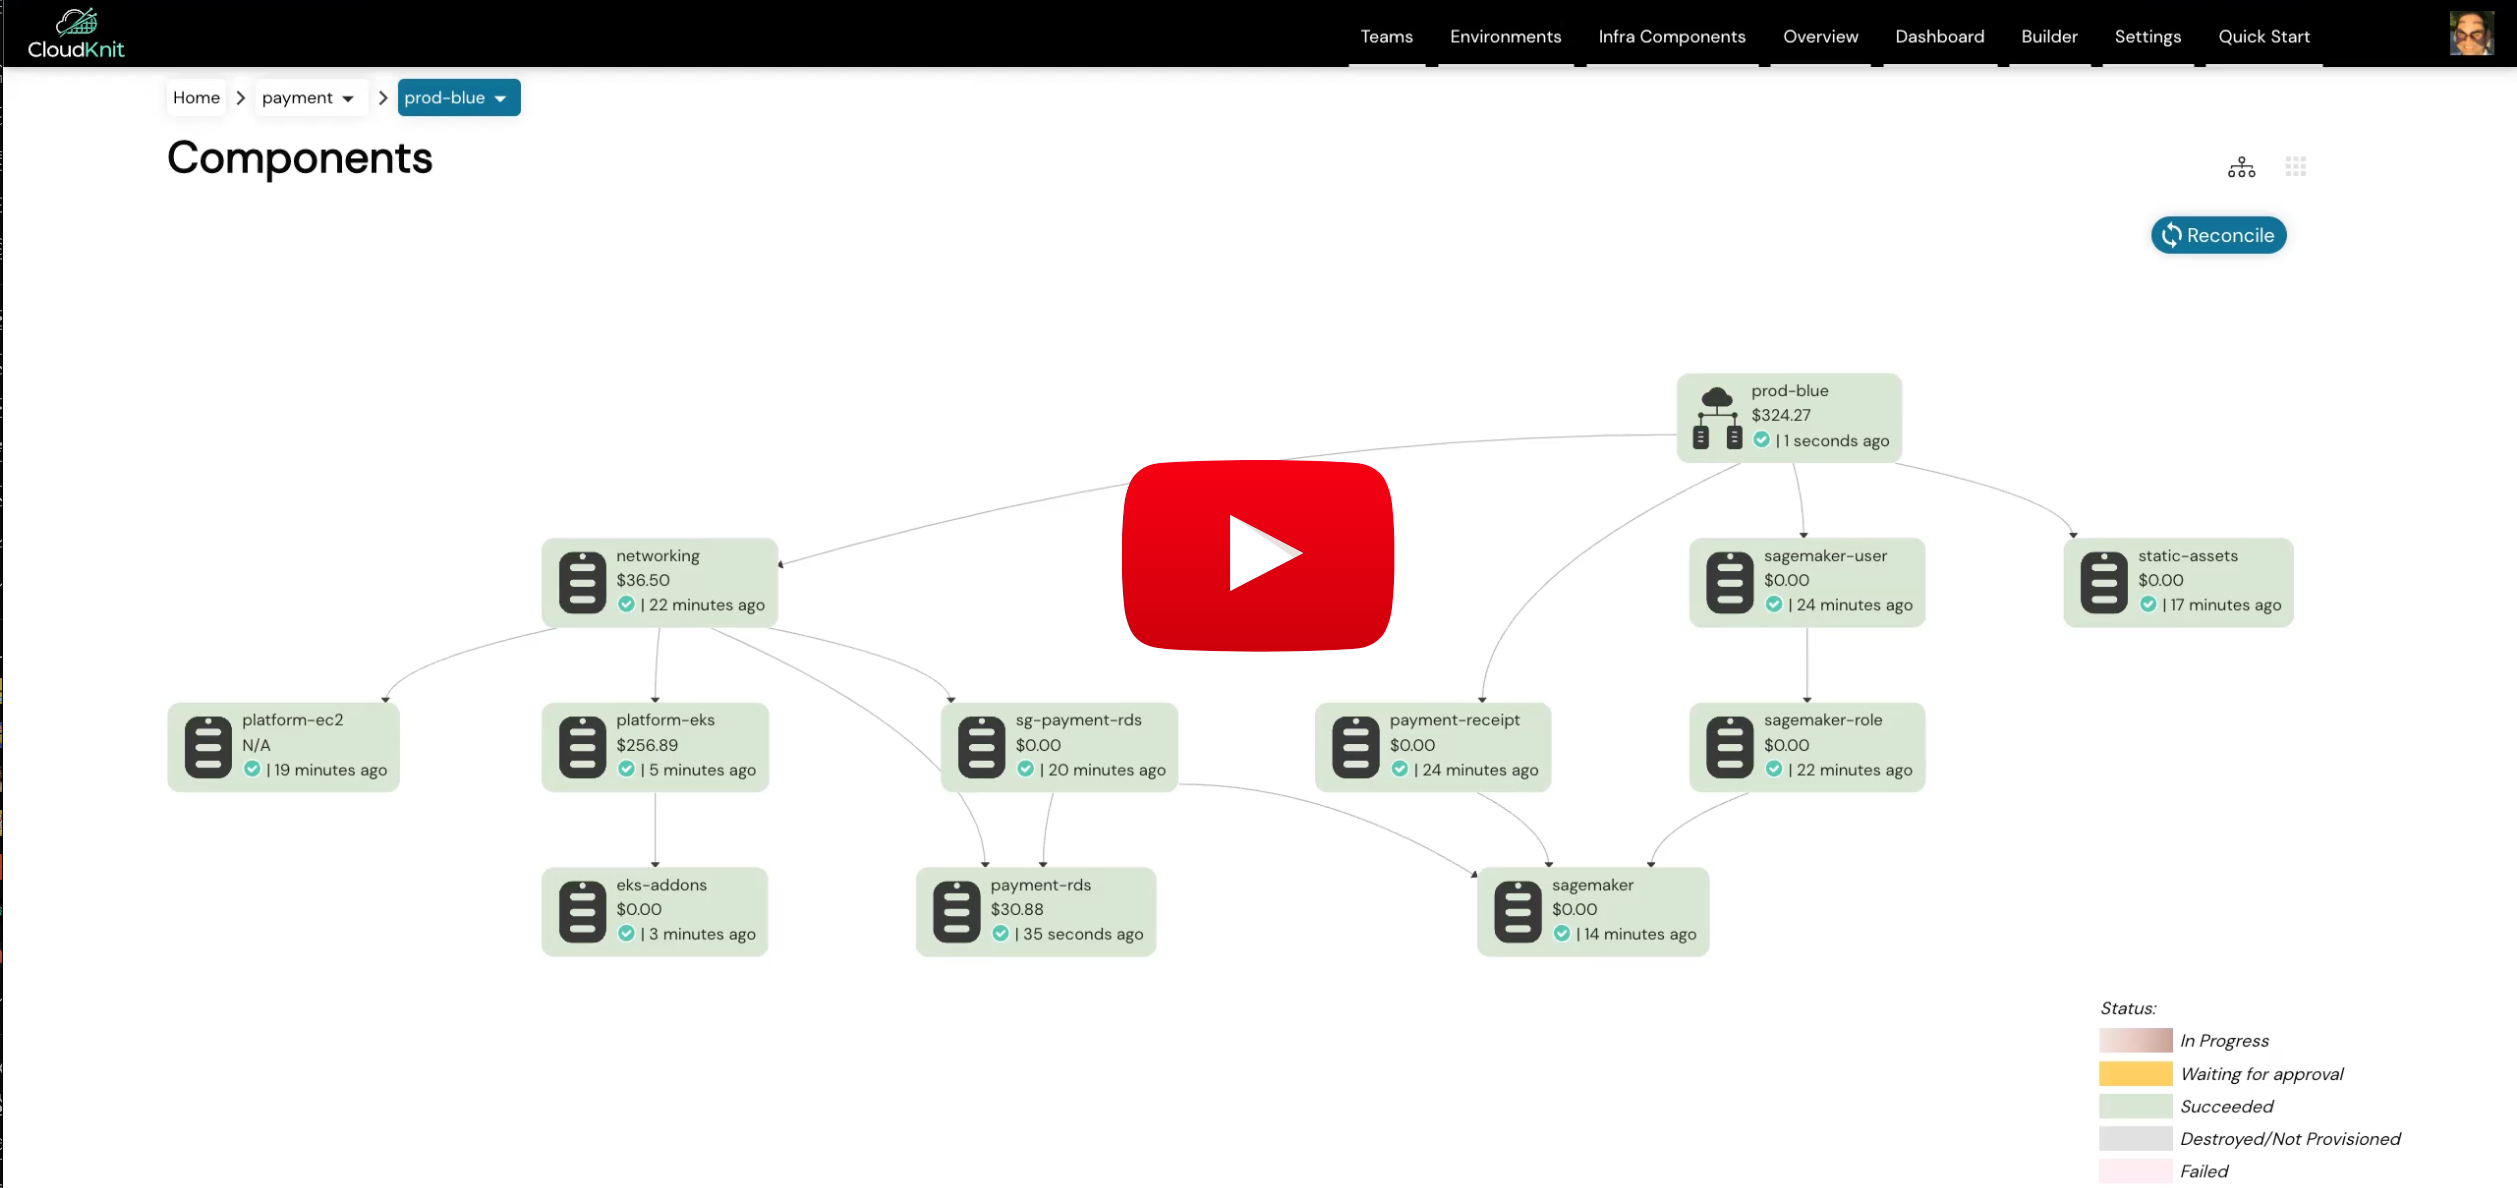 CloudKnit
Teams
Environments
Infra Components
Overview
Dashboard
Builder
Settings
Quick Start
Home
payment
prod-blue
Components
Reconcile
prod-blue
$324.27
| 1 seconds ago
networking
$36.50
| 22 minutes ago
sagemaker-user
$0.00
| 24 minutes ago
static-assets
$0.00
| 17 minutes ago
platform-ec2
N/A
| 19 minutes ago
platform-eks
$256.89
| 5 minutes ago
sg-payment-rds
$0.00
| 20 minutes ago
payment-receipt
$0.00
| 24 minutes ago
sagemaker-role
$0.00
| 22 minutes ago
eks-addons
$0.00
| 3 minutes ago
payment-rds
$30.88
| 35 seconds ago
sagemaker
$0.00
| 14 minutes ago
Status:
In Progress
Waiting for approval
Succeeded
Destroyed/Not Provisioned
Failed